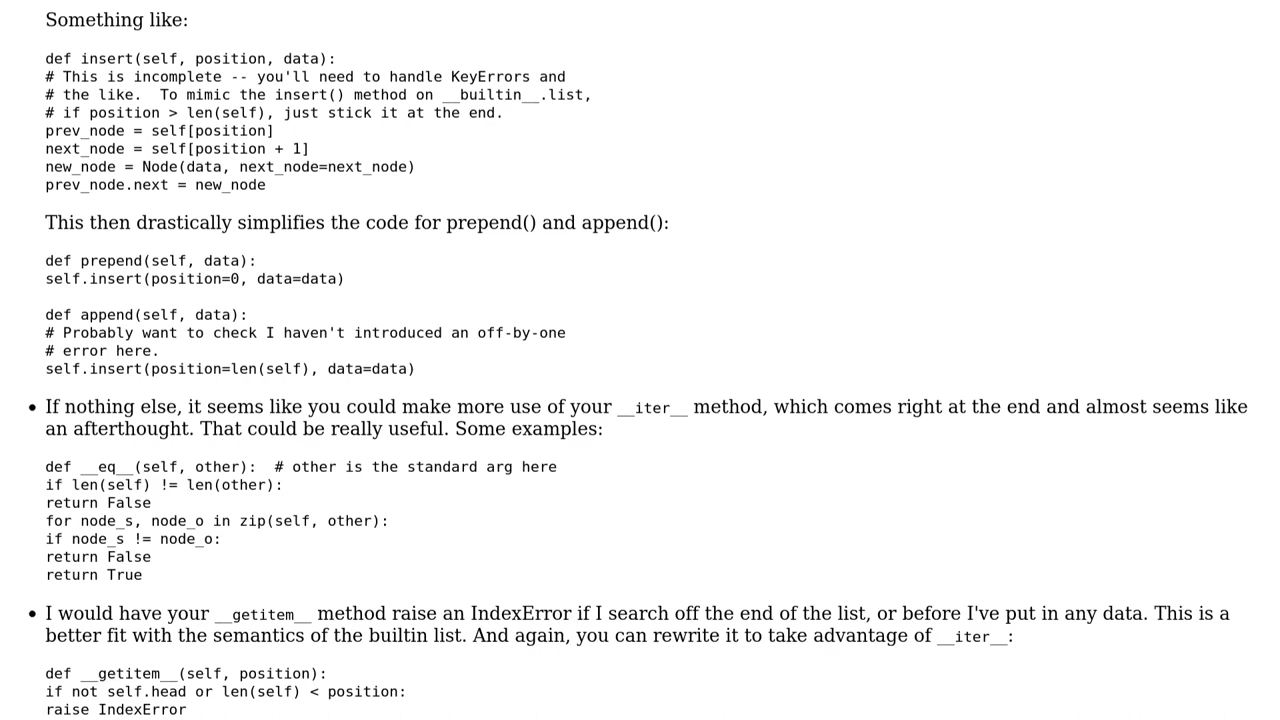 Something like:
def insert(self, position, data):
# This is incomplete -- you'll need to handle KeyErrors and
# the like.  To mimic the insert() method on __builtin__.list,
# if position > len(self), just stick it at the end.
prev_node = self[position]
next_node = self[position + 1]
new_node = Node(data, next_node=next_node)
prev_node.next = new_node
This then drastically simplifies the code for prepend() and append():
def prepend(self, data):
self.insert(position=0, data=data)
def append(self, data):
# Probably want to check I haven't introduced an off-by-one
# error here.
self.insert(position=len(self), data=data)
• If nothing else, it seems like you could make more use of your __iter__ method, which comes right at the end and almost seems like
an afterthought. That could be really useful. Some examples:
def __eq__(self, other):  # other is the standard arg here
if len(self) != len(other):
return False
for node_s, node_o in zip(self, other):
if node_s != node_o:
return False
return True
• I would have your __getitem__ method raise an IndexError if I search off the end of the list, or before I've put in any data. This is a
better fit with the semantics of the builtin list. And again, you can rewrite it to take advantage of __iter__:
def __getitem__(self, position):
if not self.head or len(self) < position:
raise IndexError